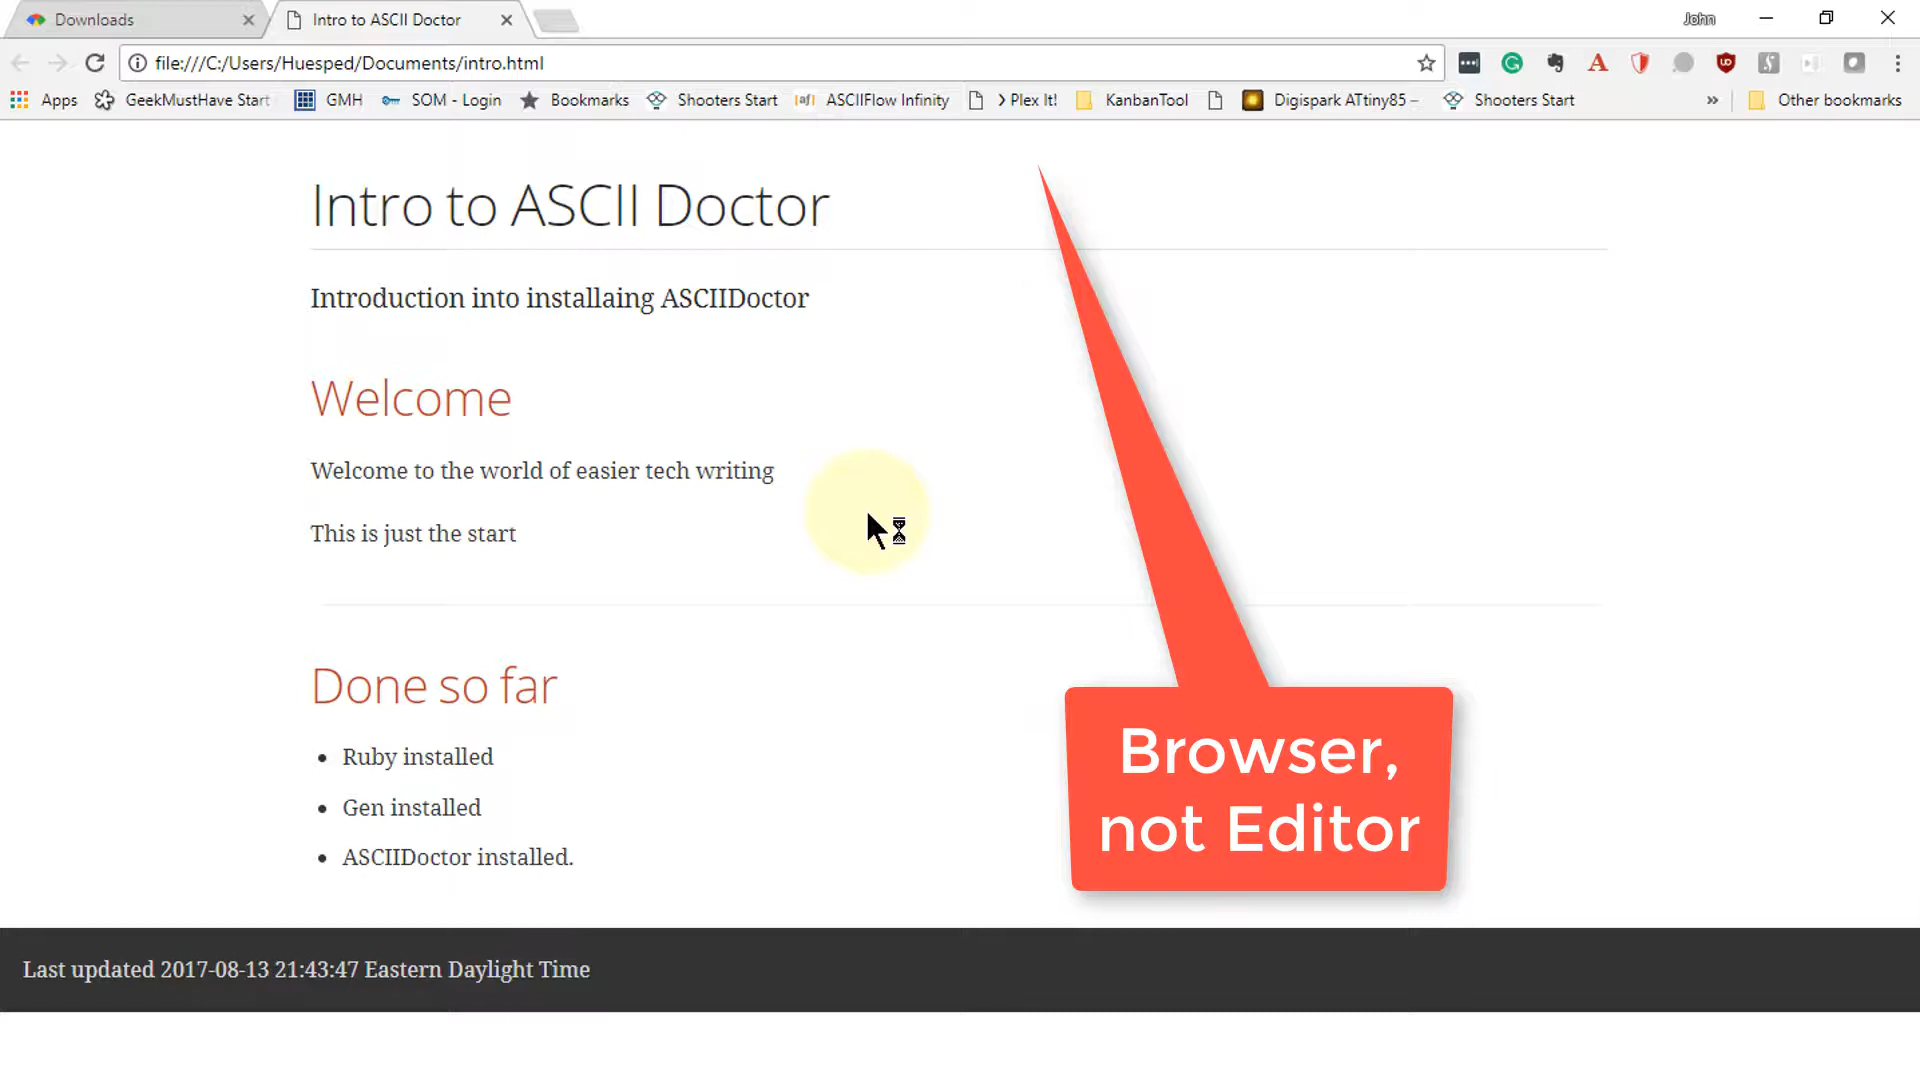 Downloads
Intro to ASCII Doctor
John
file:///C:/Users/Huesped/Documents/intro.html
Apps GeekMustHave Start GMH SOM - Login Bookmarks Shooters Start {af} ASCIIFlow Infinity Plex It! KanbanTool Digispark ATtiny85 – Shooters Start » Other bookmarks
Intro to ASCII Doctor
Introduction into installaing ASCIIDoctor
Welcome
Welcome to the world of easier tech writing
This is just the start
Done so far
• Ruby installed
• Gen installed
• ASCIIDoctor installed.
Browser,
not Editor
Last updated 2017-08-13 21:43:47 Eastern Daylight Time